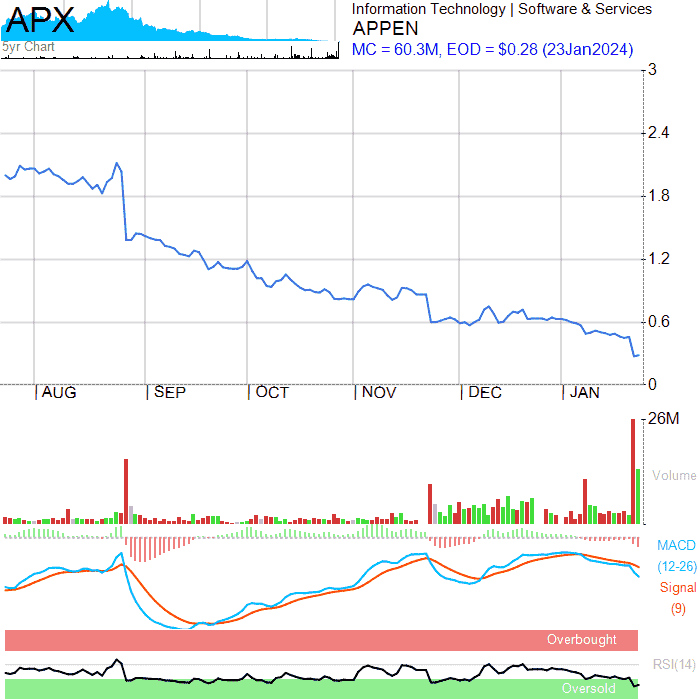 APX
5yr Chart
Information Technology | Software & Services
APPEN
MC = 60.3M, EOD = $0.28 (23Jan2024)
3
2.4
1.8
1.2
0.6
0
AUG SEP OCT NOV DEC JAN
26M
Volume
MACD
(12-26)
Signal
(9)
Overbought
RSI(14)
Oversold